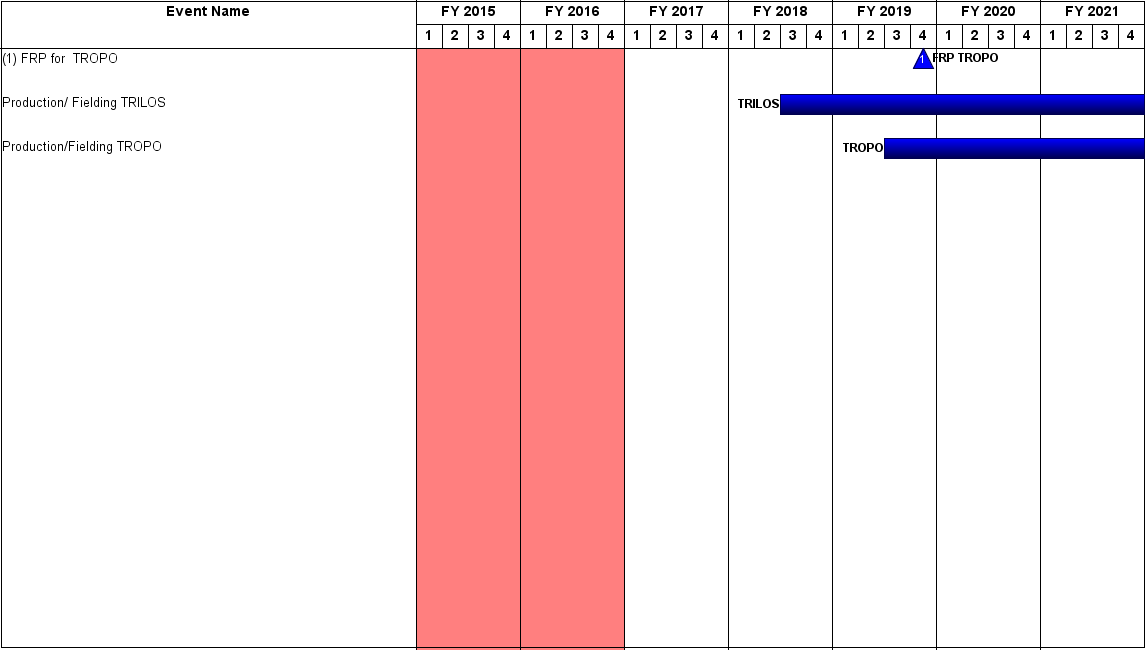 Event Name FY 2015 FY 2016 FY 2017 FY 2018 FY 2019 FY 2020 FY 2021
1 2 3 4 1 2 3 4 1 2 3 4 1 2 3 4 1 2 3 4 1 2 3 4 1 2 3 4
(1) FRP for  TROPO 1 FRP TROPO
Production/ Fielding TRILOS TRILOS
Production/Fielding TROPO TROPO